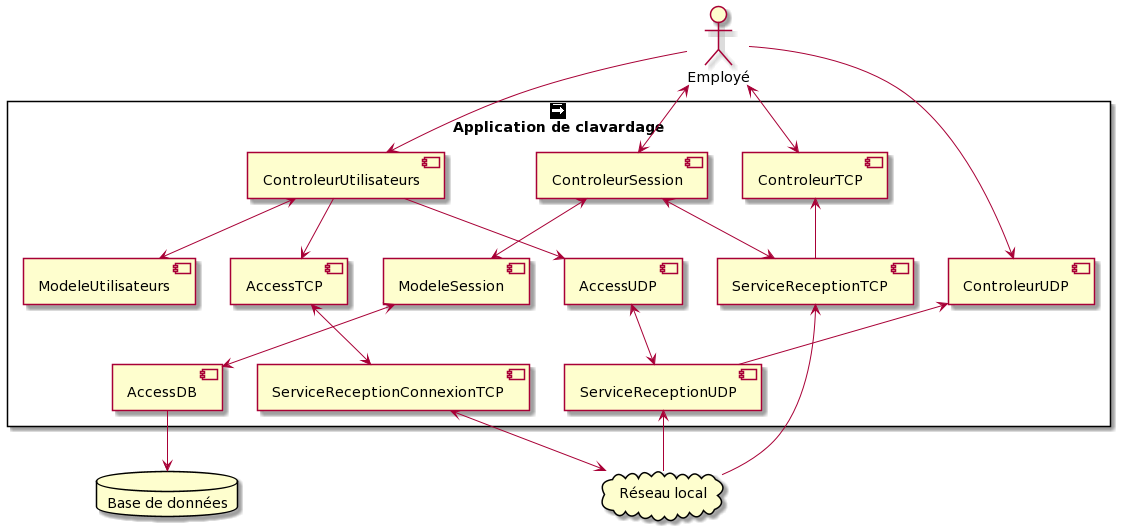 Employé
Application de clavardage
ControleurUtilisateurs
ControleurSession
ControleurTCP
ModeleUtilisateurs
AccessTCP
ModeleSession
AccessUDP
ServiceReceptionTCP
ControleurUDP
AccessDB
ServiceReceptionConnexionTCP
ServiceReceptionUDP
Base de données
Réseau local